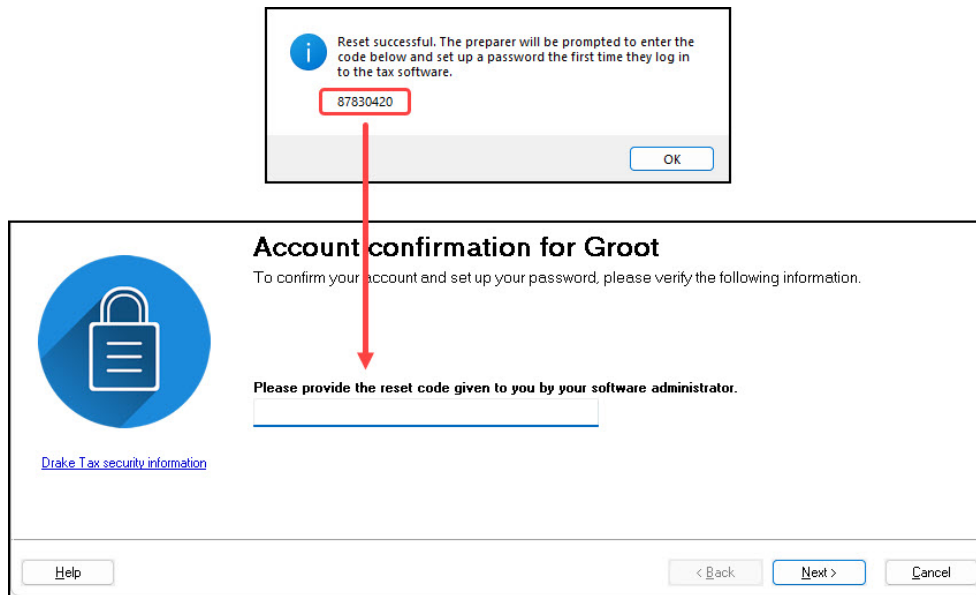 Reset successful. The preparer will be prompted to enter the
code below and set up a password the first time they log in
to the tax software.
87830420
OK
Account confirmation for Groot
To confirm your account and set up your password, please verify the following information.
Please provide the reset code given to you by your software administrator.
Drake Tax security information
Help
< Back
Next >
Cancel